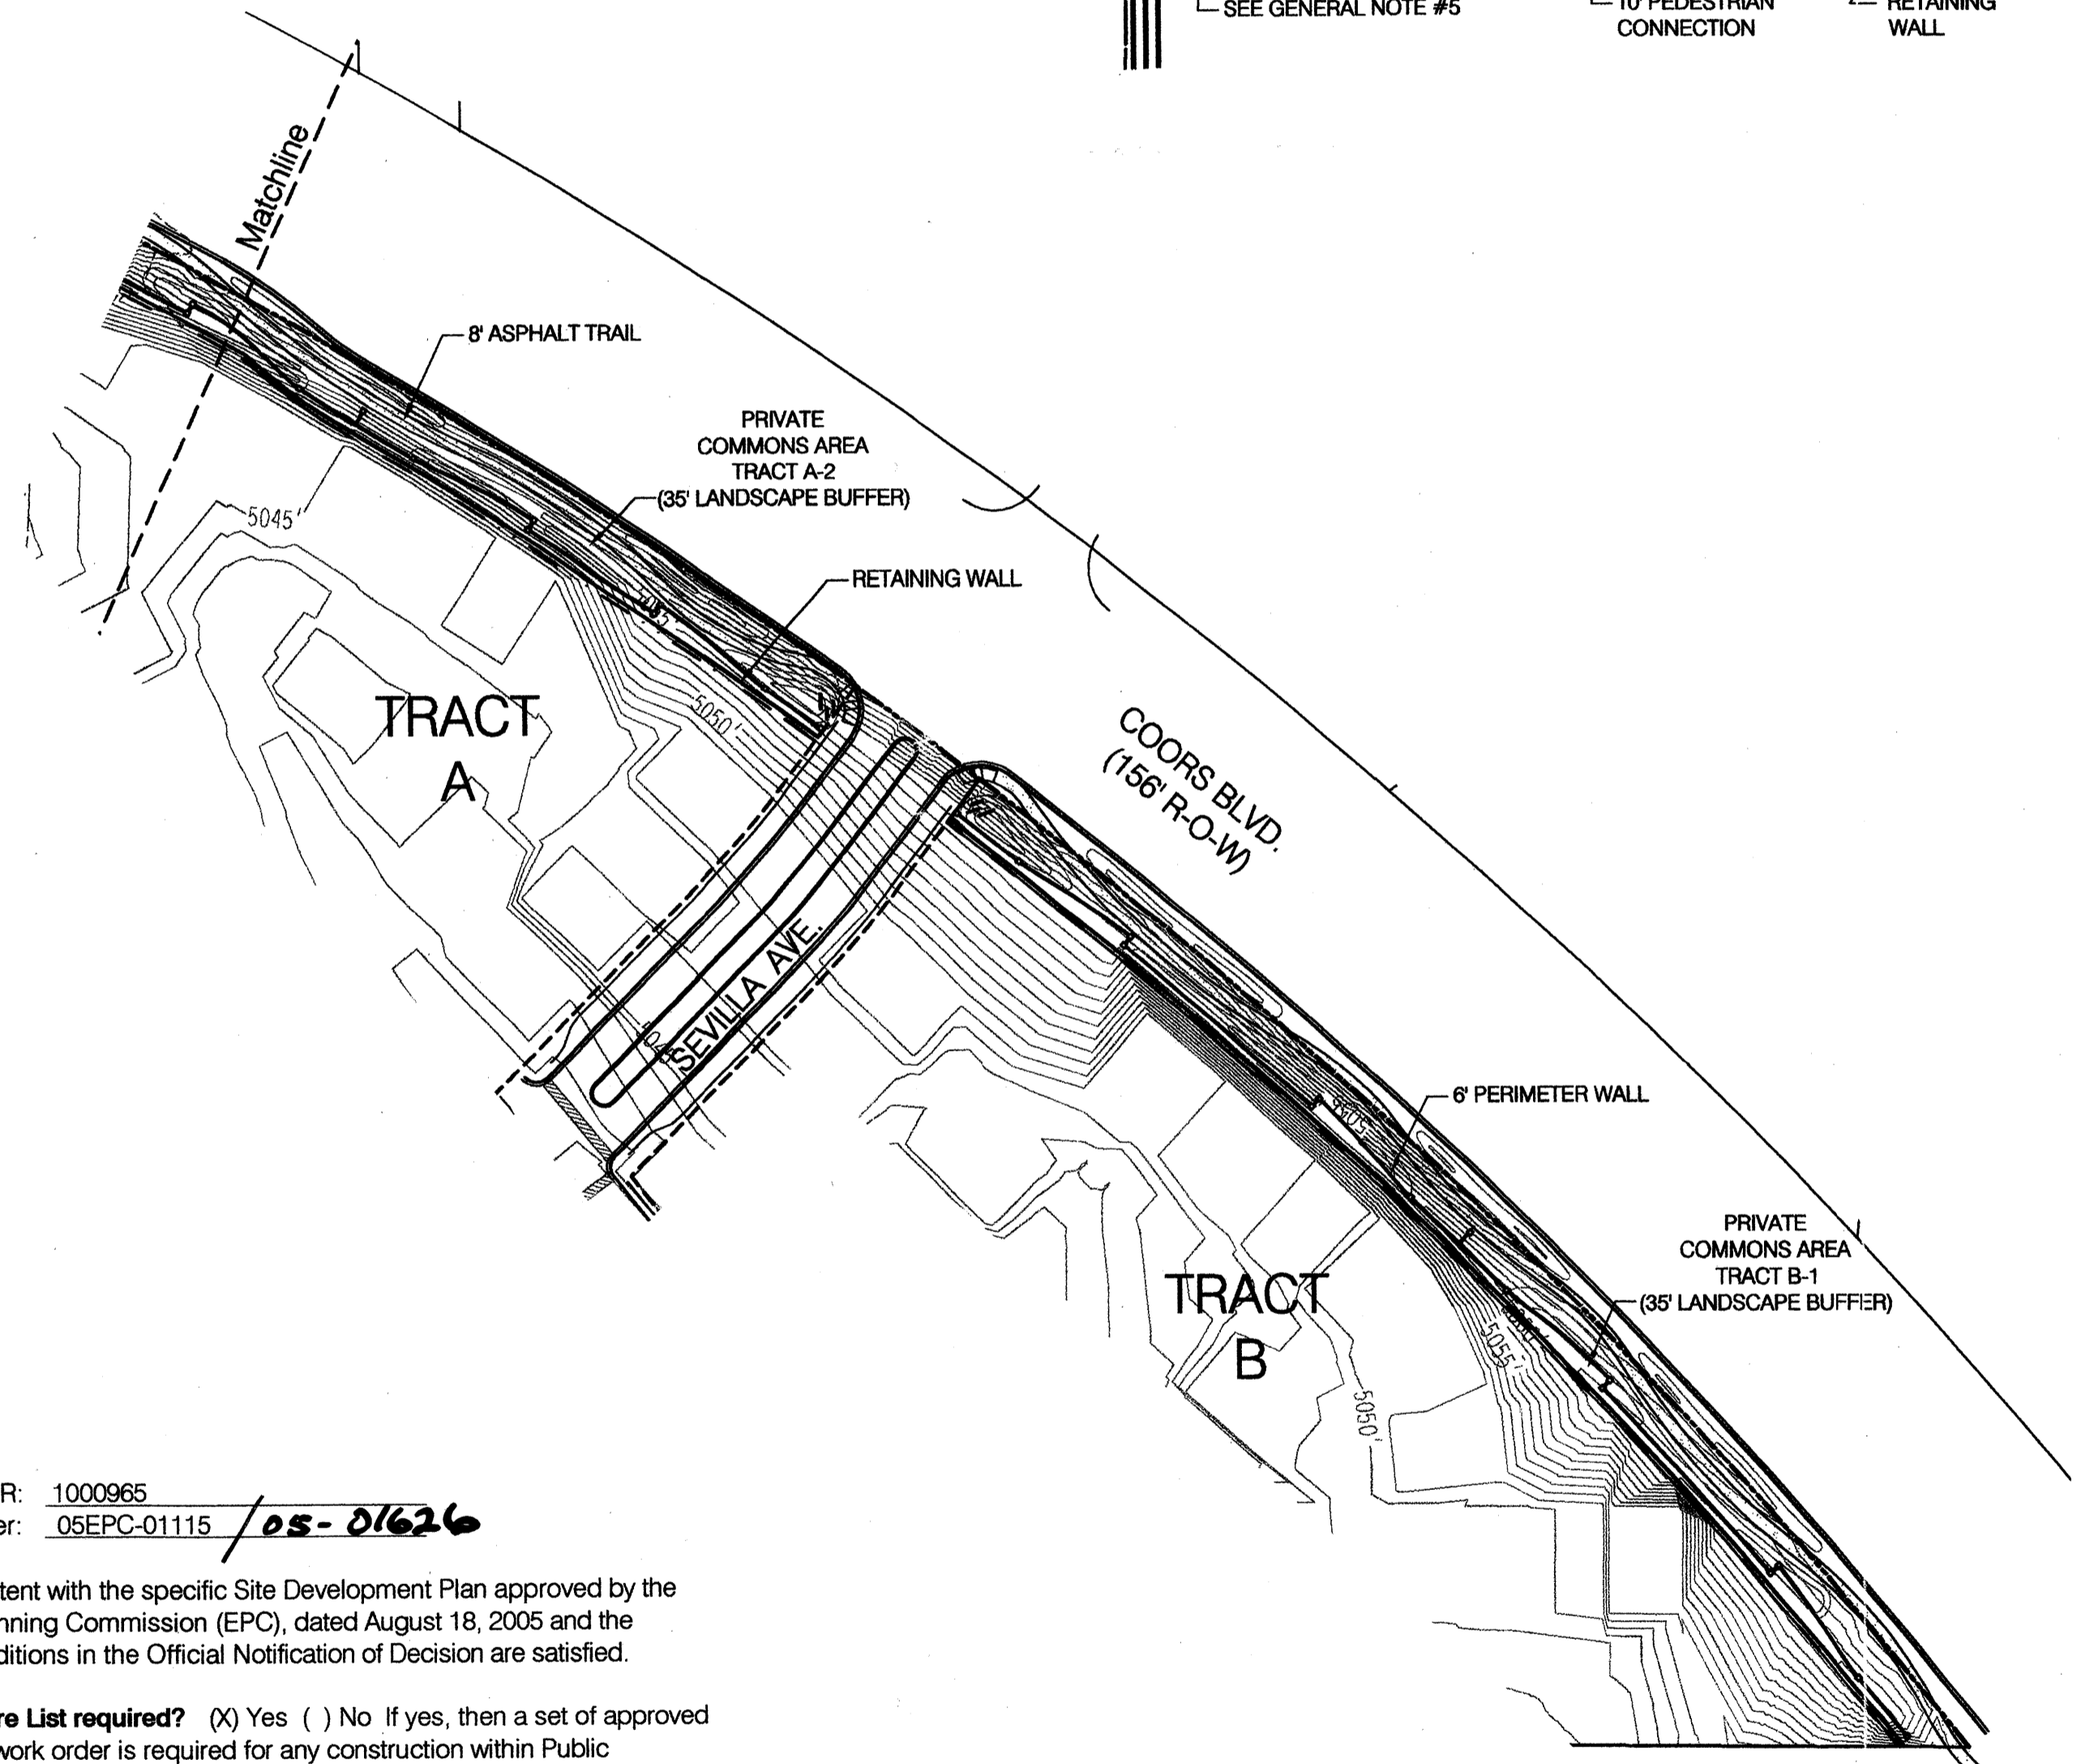 SEE GENERAL NOTE #5
10' PEDESTRIAN
CONNECTION
RETAINING
WALL
Matchline
8' ASPHALT TRAIL
PRIVATE
COMMONS AREA
TRACT A-2
(35' LANDSCAPE BUFFER)
5045'
RETAINING WALL
5050'
TRACT
A
COORS BLVD.
(156' R-O-W)
SEVILLA AVE.
6' PERIMETER WALL
PRIVATE
COMMONS AREA
TRACT B-1
(35' LANDSCAPE BUFFER)
TRACT
B
5055'
5050'
R: 1000965
er: 05EPC-01115 / 05-01626
tent with the specific Site Development Plan approved by the
nning Commission (EPC), dated August 18, 2005 and the
ditions in the Official Notification of Decision are satisfied.
re List required? (X) Yes ( ) No If yes, then a set of approved
work order is required for any construction within Public